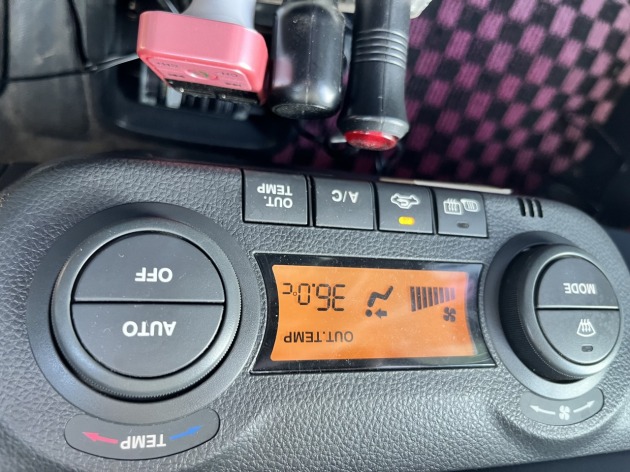 TEMP
OUT.TEMP
36.0°C
AUTO
OFF
MODE
A/C
OUT.
TEMP